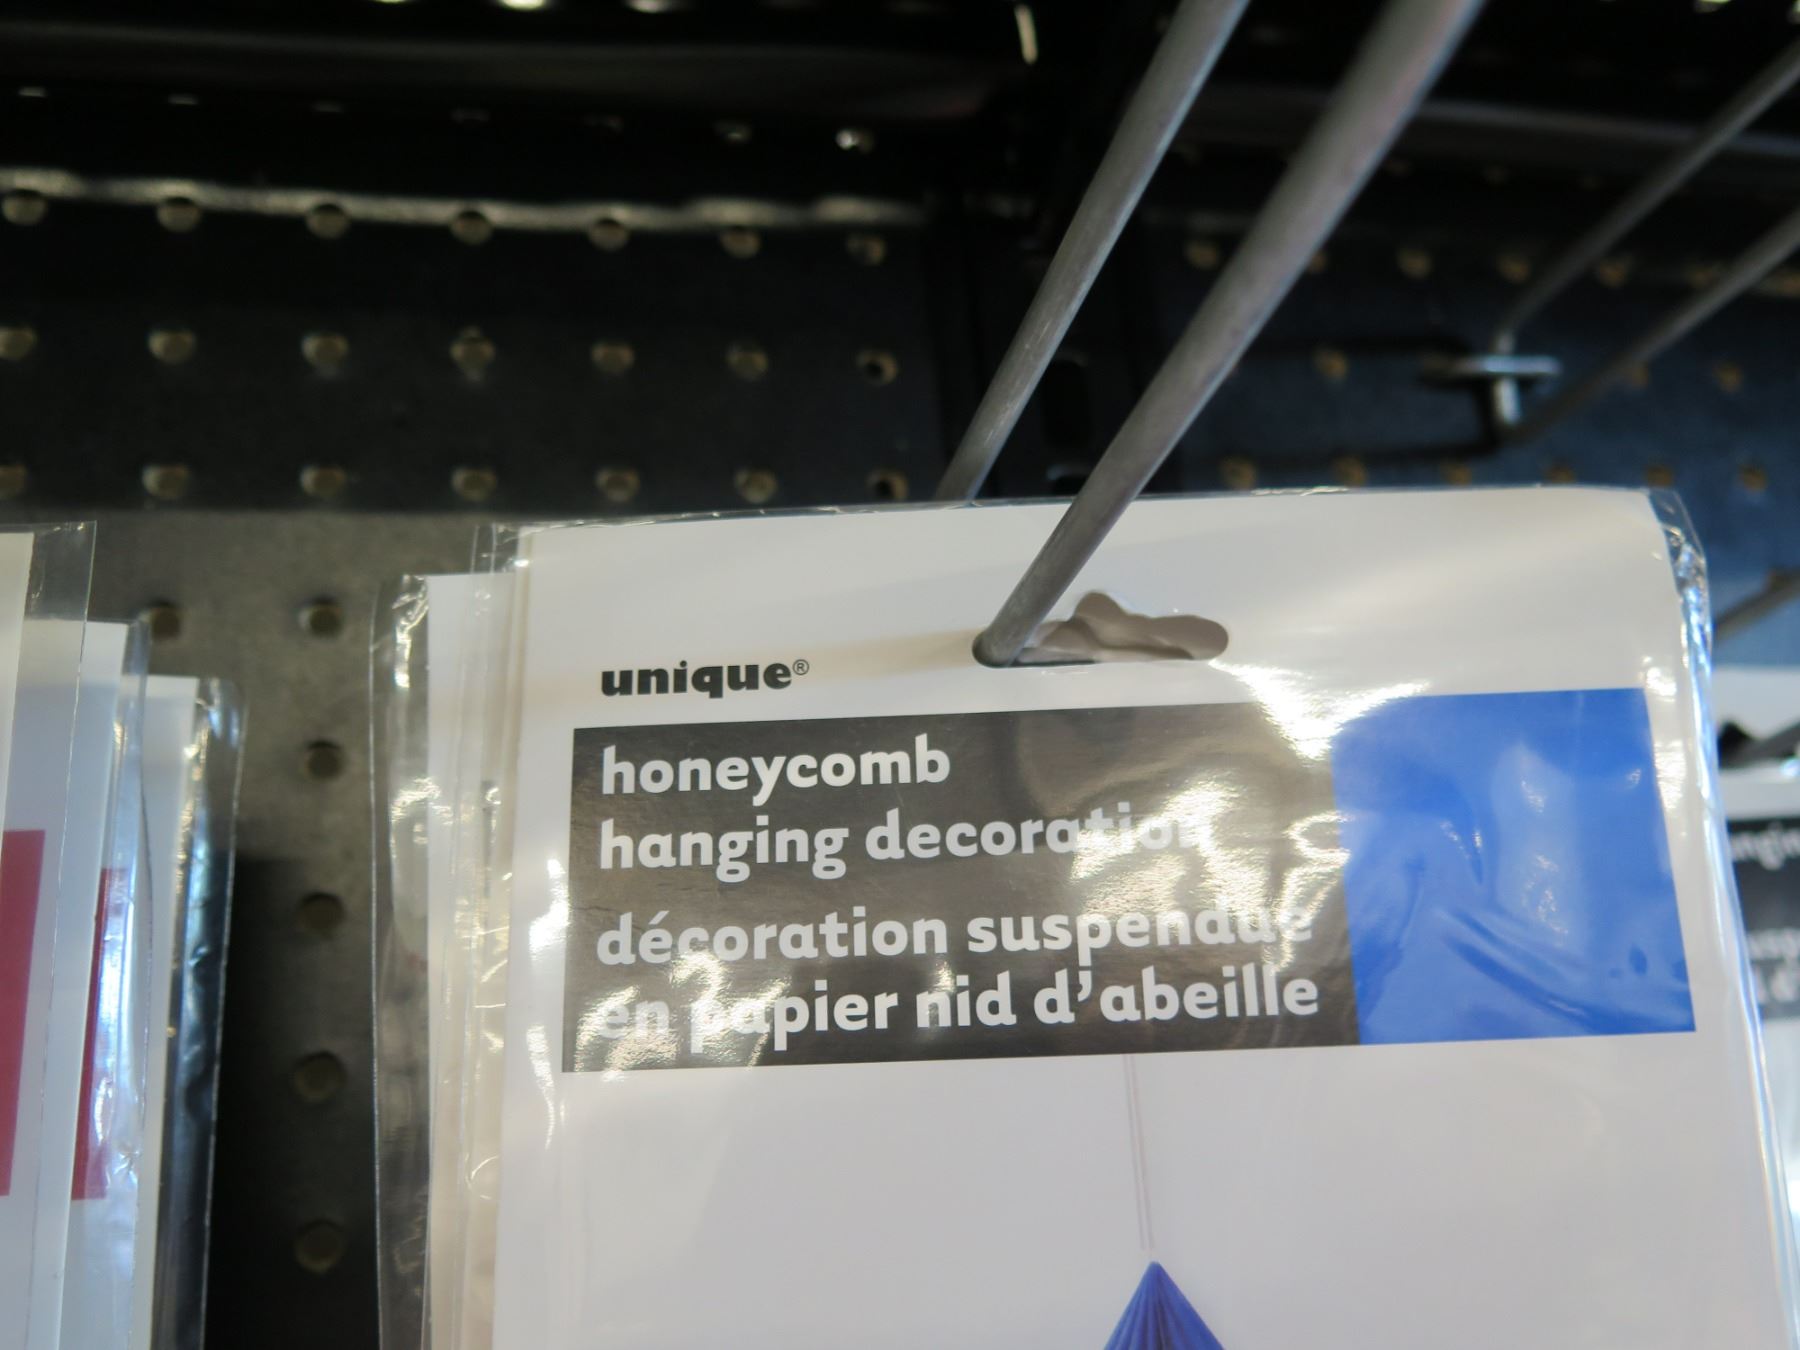 unique®
honeycomb
hanging decoration
décoration suspendue
en papier nid d'abeille